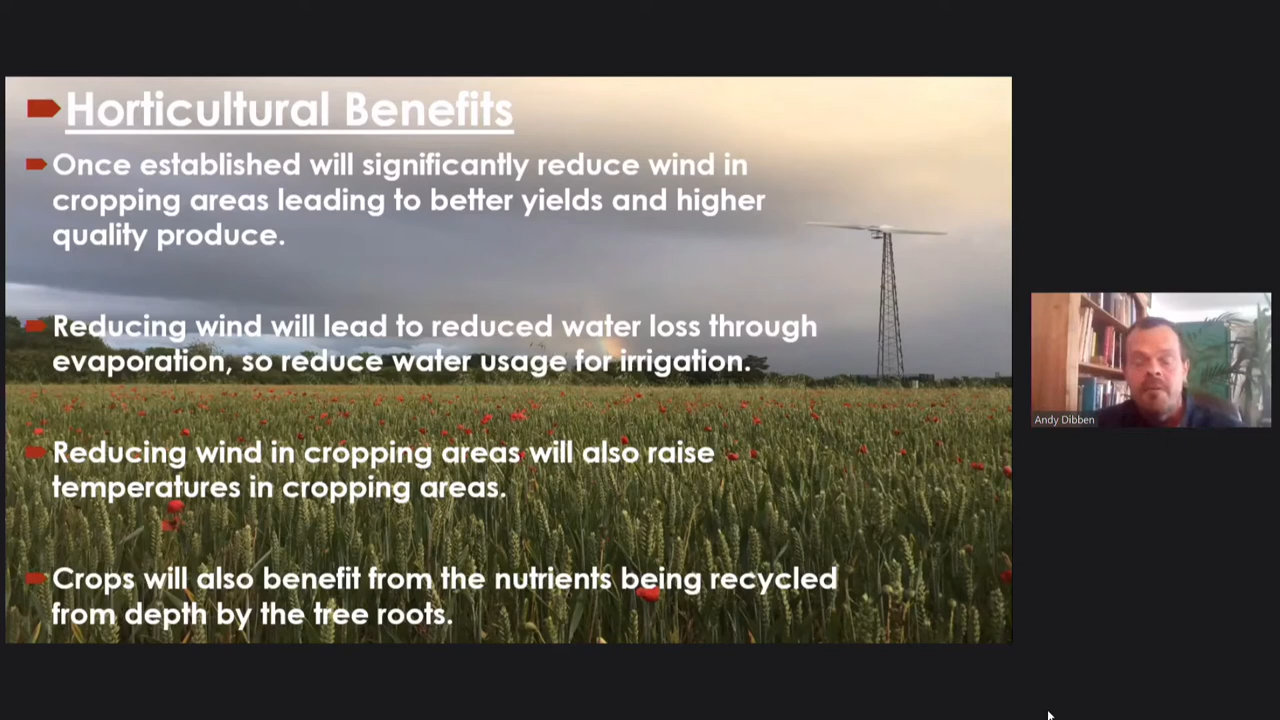 Horticultural Benefits
Once established will significantly reduce wind in
cropping areas leading to better yields and higher
quality produce.
Reducing wind will lead to reduced water loss through
evaporation, so reduce water usage for irrigation.
Reducing wind in cropping areas will also raise
temperatures in cropping areas.
Crops will also benefit from the nutrients being recycled
from depth by the tree roots.
Andy Dibben